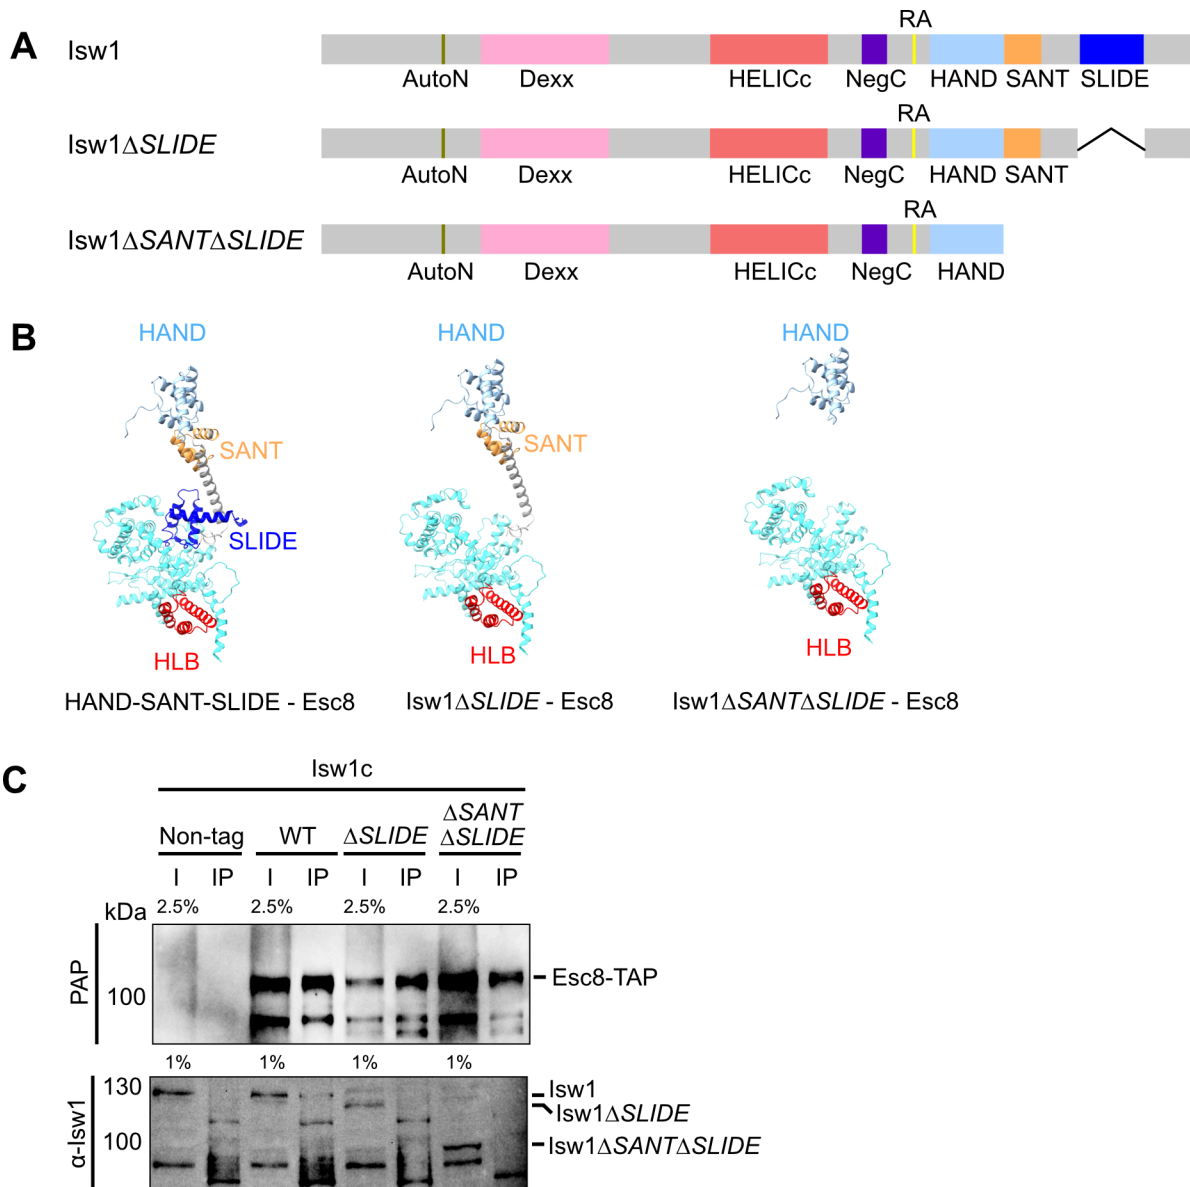 A
Isw1
RA
AutoN Dexx HELICc NegC HAND SANT SLIDE
Isw1ΔSLIDE
RA
AutoN Dexx HELICc NegC HAND SANT
Isw1ΔSANTΔSLIDE
RA
AutoN Dexx HELICc NegC HAND
B
HAND HAND HAND
SANT SANT
SLIDE
HLB HLB HLB
HAND-SANT-SLIDE - Esc8 Isw1ΔSLIDE - Esc8 Isw1ΔSANTΔSLIDE - Esc8
C
Isw1c
Non-tag WT ΔSLIDE ΔSANT
ΔSLIDE
I IP I IP I IP I IP
kDa 2.5% 2.5% 2.5% 2.5%
PAP
100
Esc8-TAP
1% 1% 1% 1%
α-Isw1
130
100
Isw1
Isw1ΔSLIDE
Isw1ΔSANTΔSLIDE